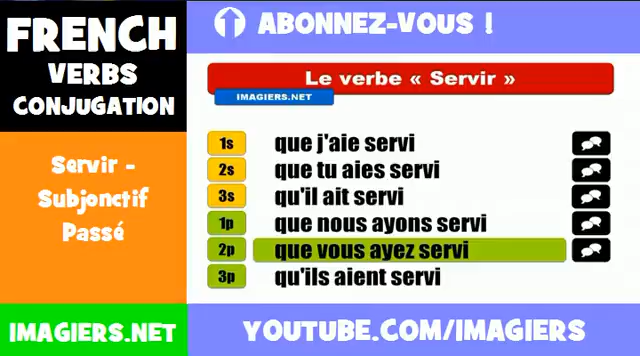 FRENCH
VERBS
CONJUGATION
Servir -
Subjonctif
Passé
IMAGIERS.NET
ABONNEZ-VOUS !
Le verbe « Servir »
IMAGIERS.NET
1s que j'aie servi
2s que tu aies servi
3s qu'il ait servi
1p que nous ayons servi
2p que vous ayez servi
3p qu'ils aient servi
YOUTUBE.COM/IMAGIERS